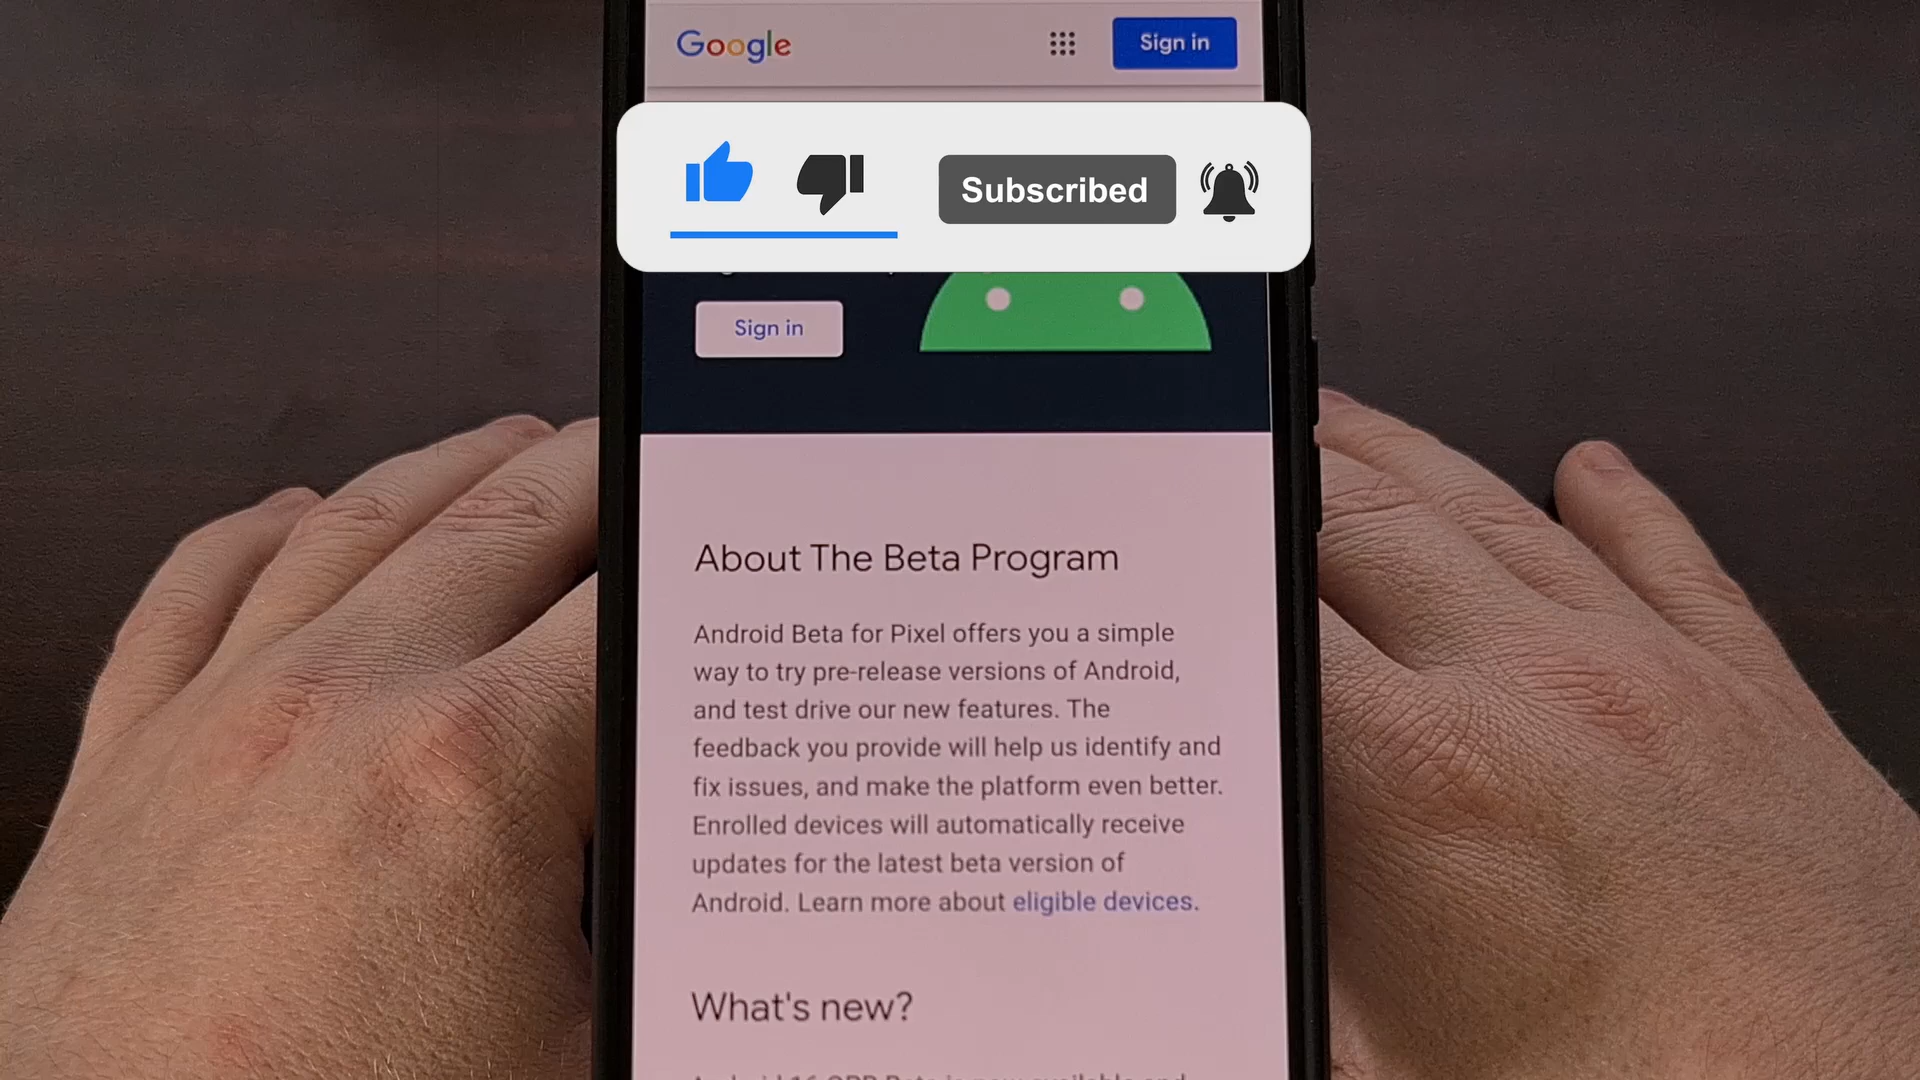 Google
Sign in
Subscribed
Sign in
About The Beta Program
Android Beta for Pixel offers you a simple
way to try pre-release versions of Android,
and test drive our new features. The
feedback you provide will help us identify and
fix issues, and make the platform even better.
Enrolled devices will automatically receive
updates for the latest beta version of
Android. Learn more about eligible devices.
What's new?